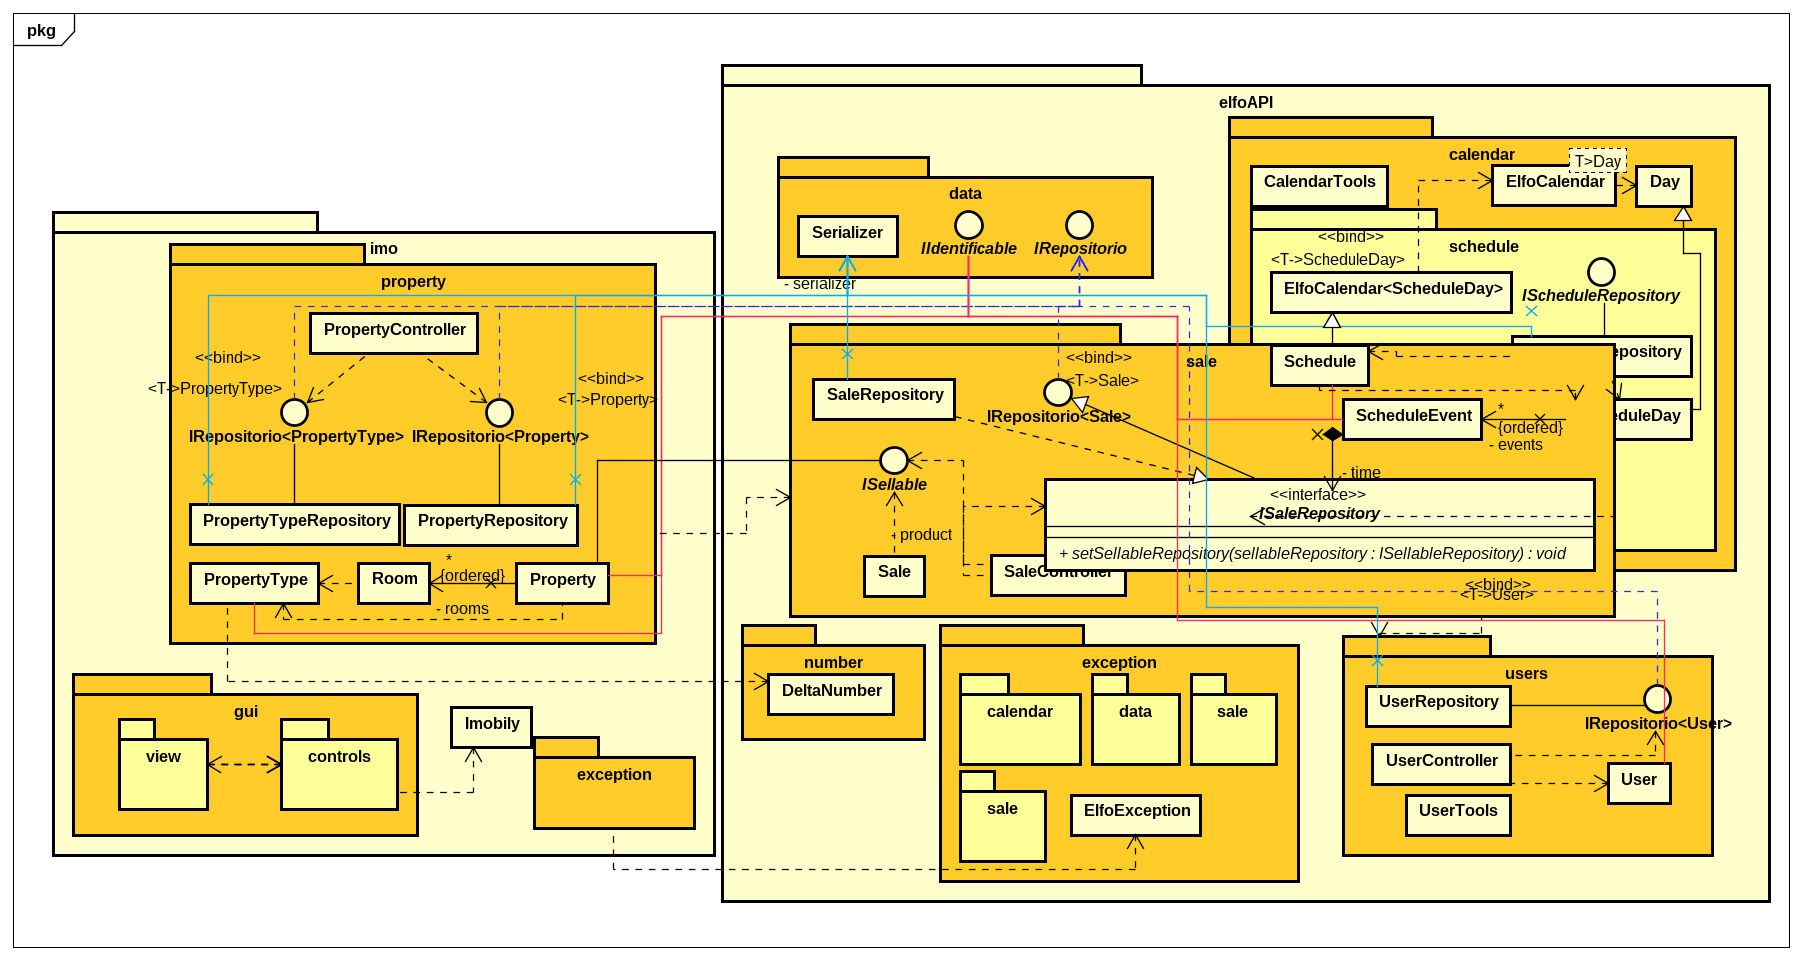 pkg
elfoAPI
calendar
T>Day
CalendarTools
ElfoCalendar
Day
data
Serializer
IIdentificable
IRepositorio
- serializer
schedule
<<bind>>
<T->ScheduleDay>
ElfoCalendar<ScheduleDay>
IScheduleRepository
epository
Schedule
eduleDay
ScheduleEvent
*
{ordered}
- events
- time
imo
property
PropertyController
<<bind>>
<T->PropertyType>
<<bind>>
<T->Property>
IRepositorio<PropertyType>
IRepositorio<Property>
PropertyTypeRepository
PropertyRepository
PropertyType
Room
*
{ordered}
- rooms
Property
sale
SaleRepository
<<bind>>
<T->Sale>
IRepositorio<Sale>
ISellable
- product
Sale
SaleController
<<interface>>
ISaleRepository
+ setSellableRepository(sellableRepository : ISellableRepository) : void
<<bind>>
<T->User>
gui
view
controls
Imobily
exception
number
DeltaNumber
exception
calendar
data
sale
sale
ElfoException
users
UserRepository
IRepositorio<User>
UserController
User
UserTools